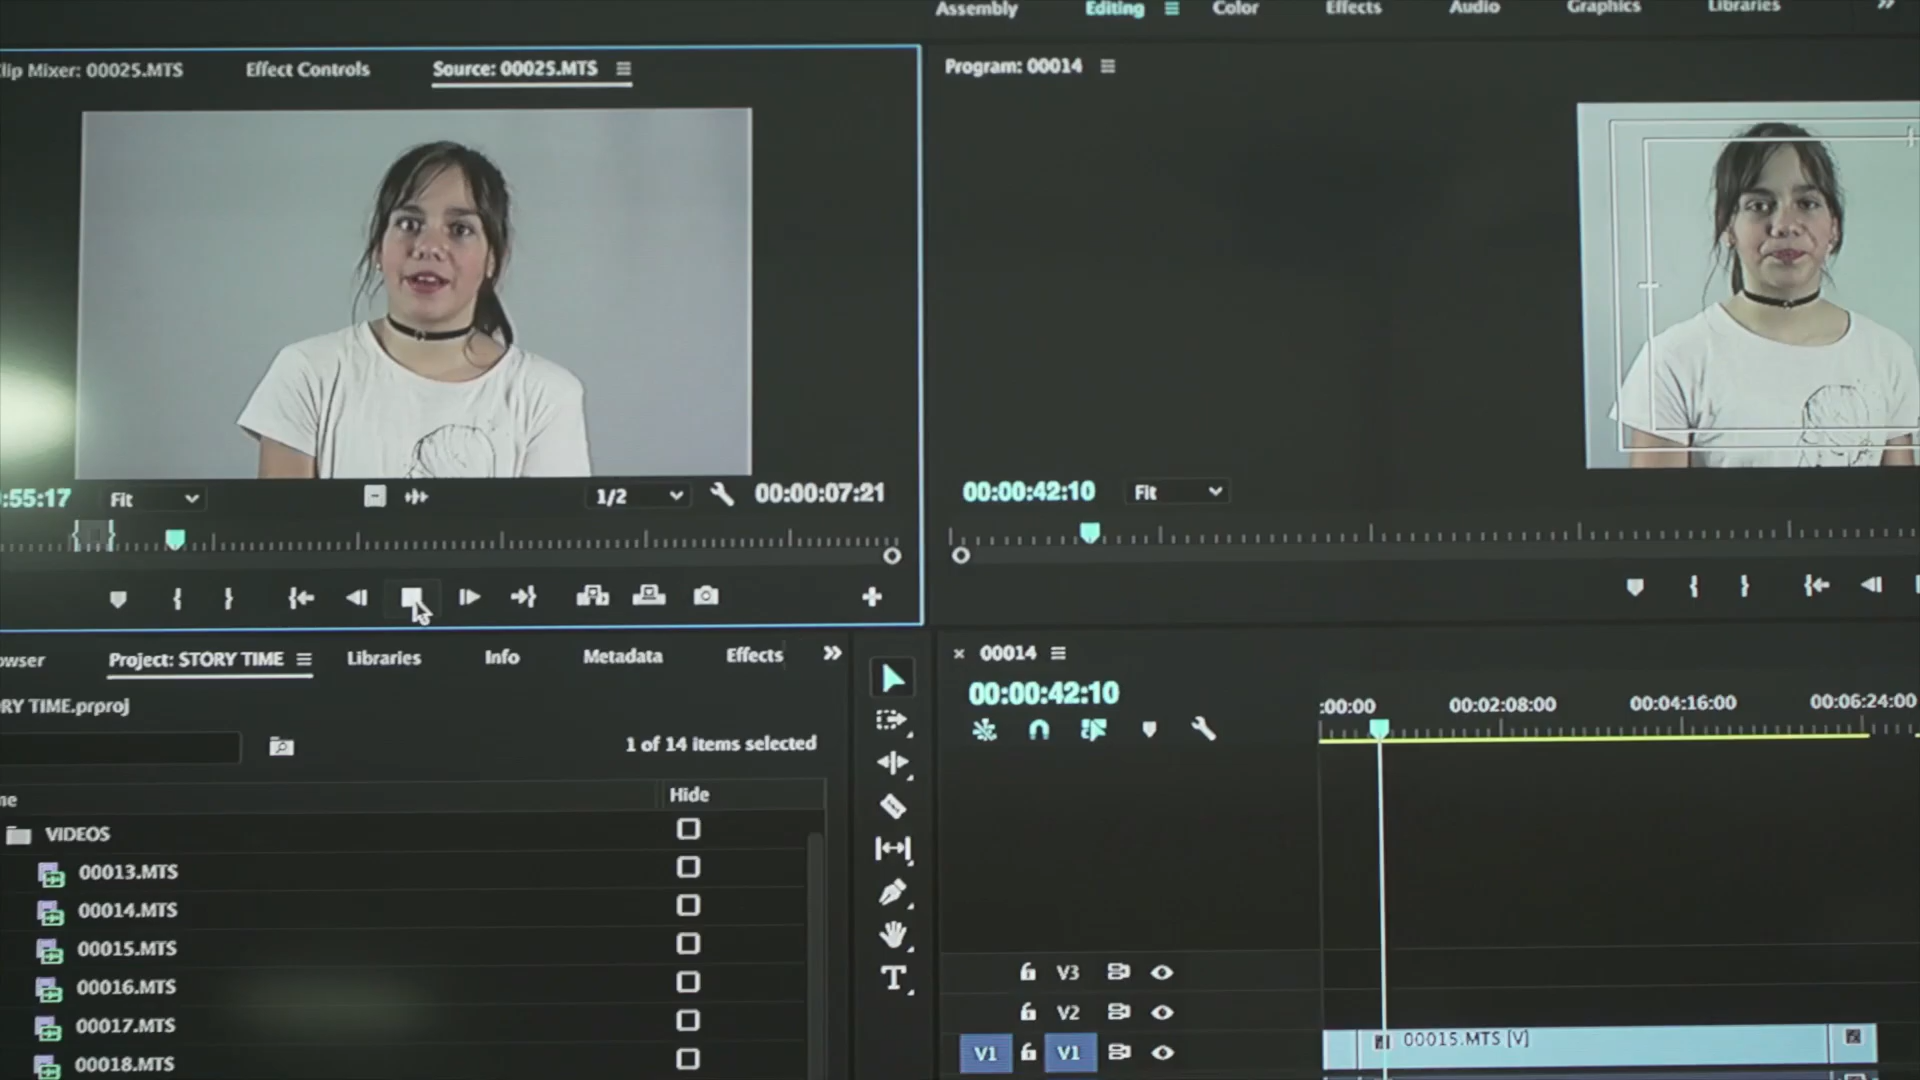 Assembly Editing Color Effects Audio Graphics Libraries
lip Mixer: 00025.MTS Effect Controls Source: 00025.MTS
Program: 00014
:55:17 Fit 1/2 00:00:07:21
00:00:42:10 Fit
owser Project: STORY TIME Libraries Info Metadata Effects
RY TIME.prproj
1 of 14 items selected
me Hide
VIDEOS
00013.MTS
00014.MTS
00015.MTS
00016.MTS
00017.MTS
00018.MTS
× 00014
00:00:42:10
:00:00 00:02:08:00 00:04:16:00 00:06:24:00
V3
V2
V1 V1
00015.MTS [V]